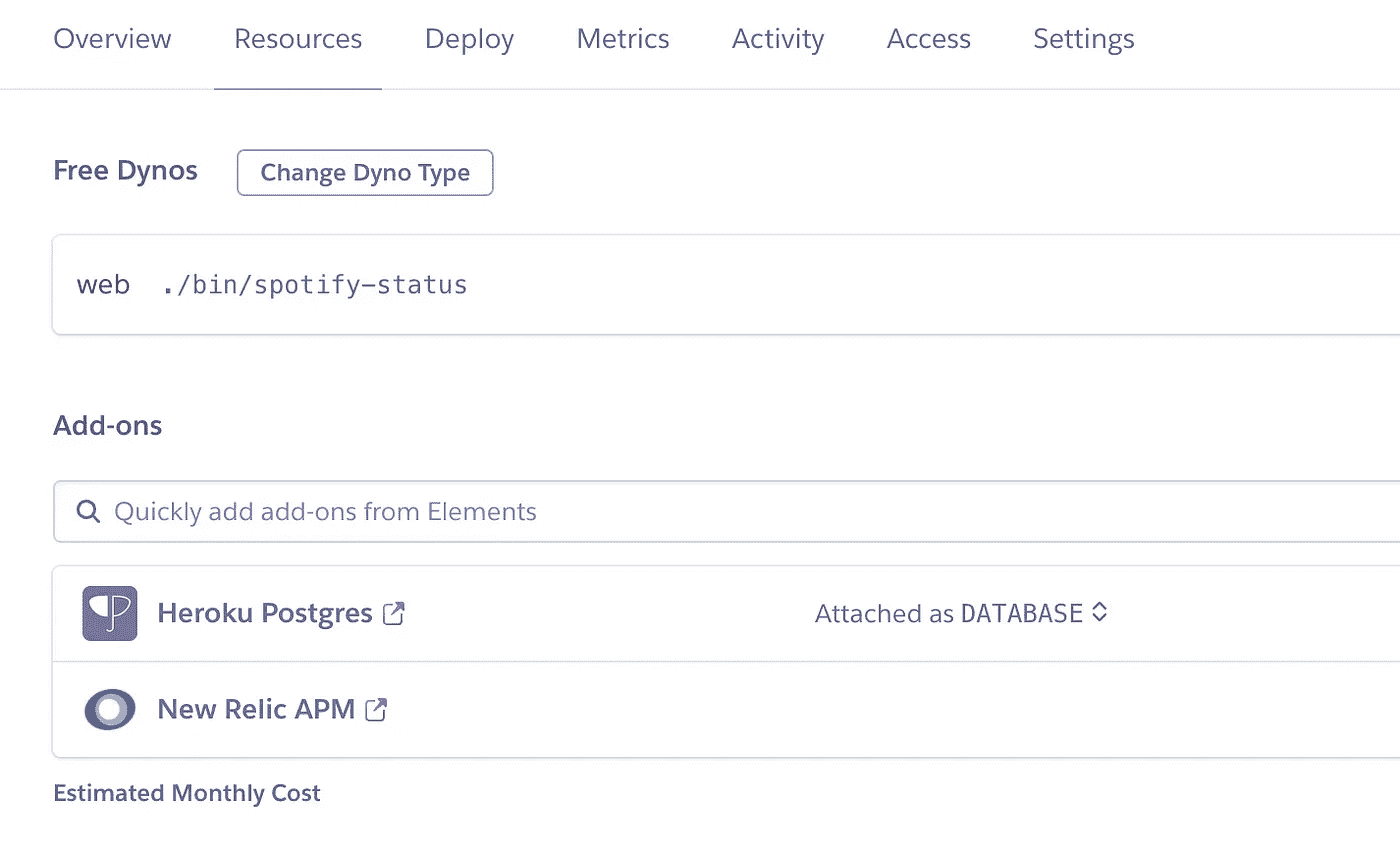 Overview Resources Deploy Metrics Activity Access Settings
Free Dynos Change Dyno Type
web ./bin/spotify-status
Add-ons
Quickly add add-ons from Elements
Heroku Postgres Attached as DATABASE
New Relic APM
Estimated Monthly Cost